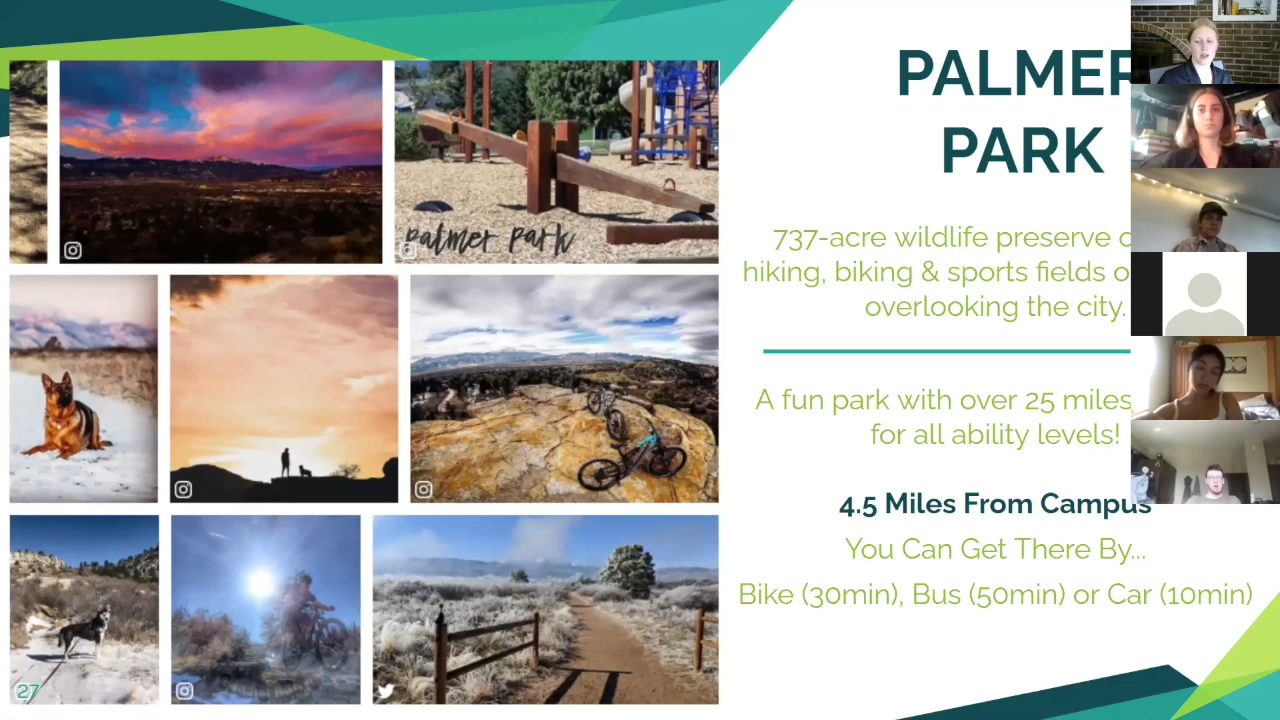 PALMER
PARK
palmer park
737-acre wildlife preserve
hiking, biking & sports fields
overlooking the city.
A fun park with over 25 miles
for all ability levels!
4.5 Miles From Campus
You Can Get There By...
Bike (30min), Bus (50min) or Car (10min)
27